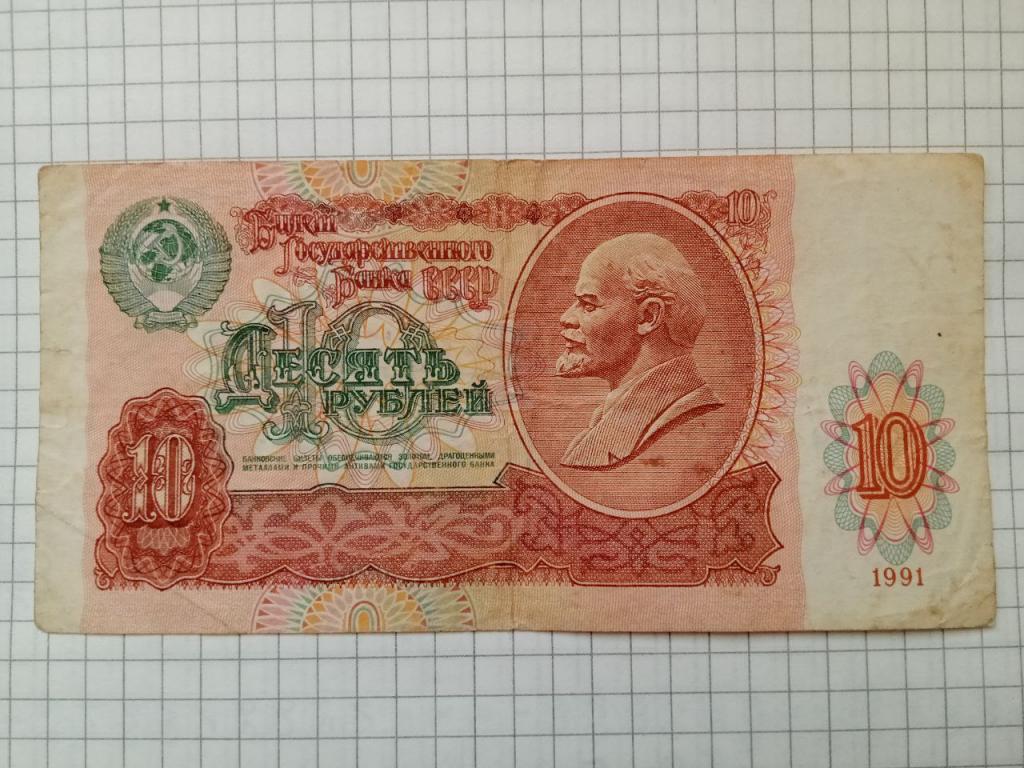 Билет
Государственного
Банка СССР
10
10
Десять
рублей
БАНКОВСКИЕ БИЛЕТЫ ОБЕСПЕЧИВАЮТСЯ ЗОЛОТОМ, ДРАГОЦЕННЫМИ
МЕТАЛЛАМИ И ПРОЧИМИ АКТИВАМИ ГОСУДАРСТВЕННОГО БАНКА
10
10
1991